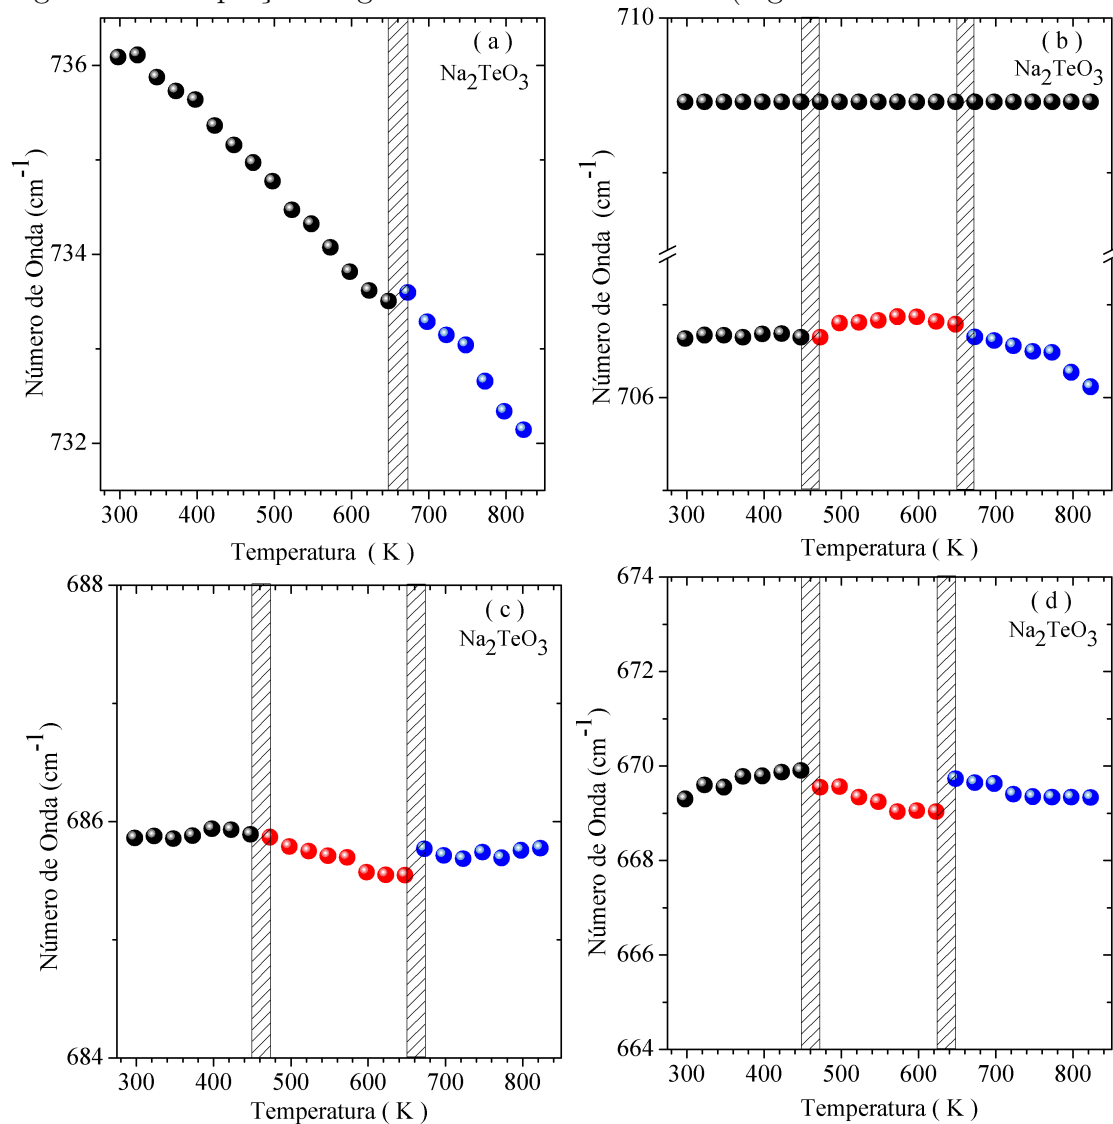 ( a )
Na2TeO3
736
734
732
Número de Onda (cm-1)
300 400 500 600 700 800
Temperatura ( K )
710
( b )
Na2TeO3
706
Número de Onda (cm-1)
300 400 500 600 700 800
Temperatura ( K )
688
( c )
Na2TeO3
686
684
Número de Onda (cm-1)
300 400 500 600 700 800
Temperatura ( K )
674
( d )
Na2TeO3
672
670
668
666
664
Número de Onda (cm-1)
300 400 500 600 700 800
Temperatura ( K )